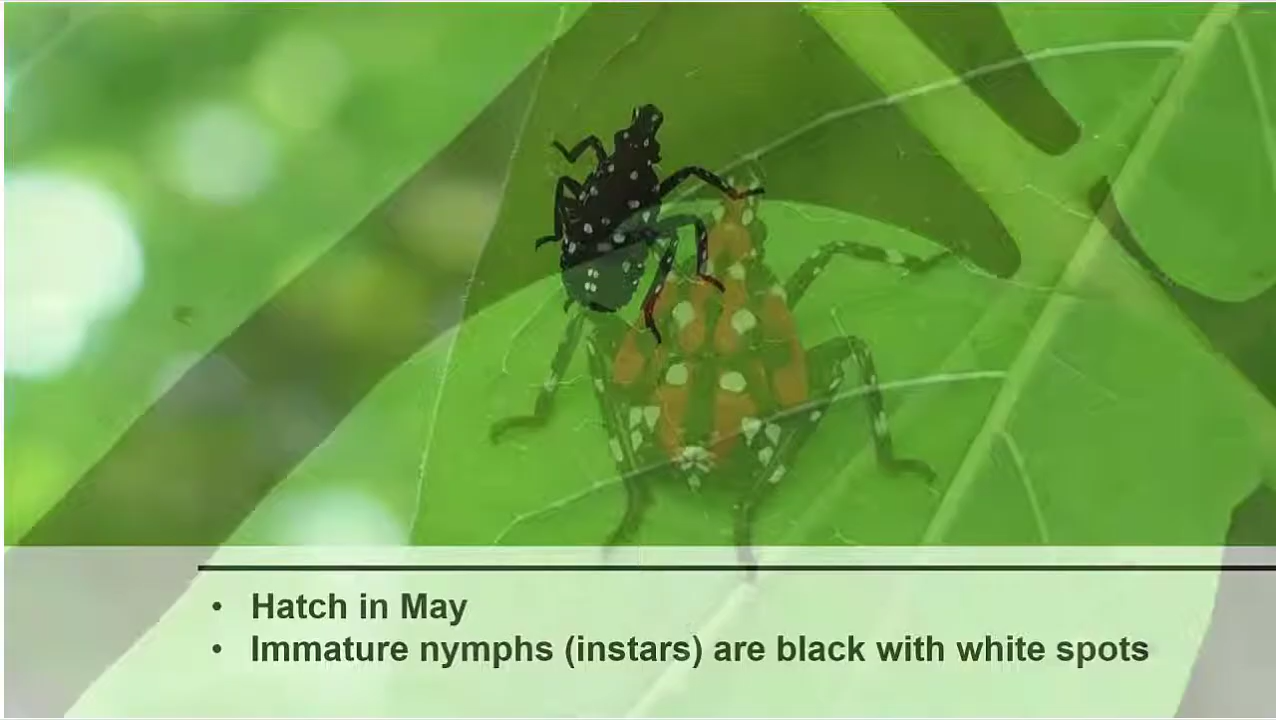 • Hatch in May
• Immature nymphs (instars) are black with white spots